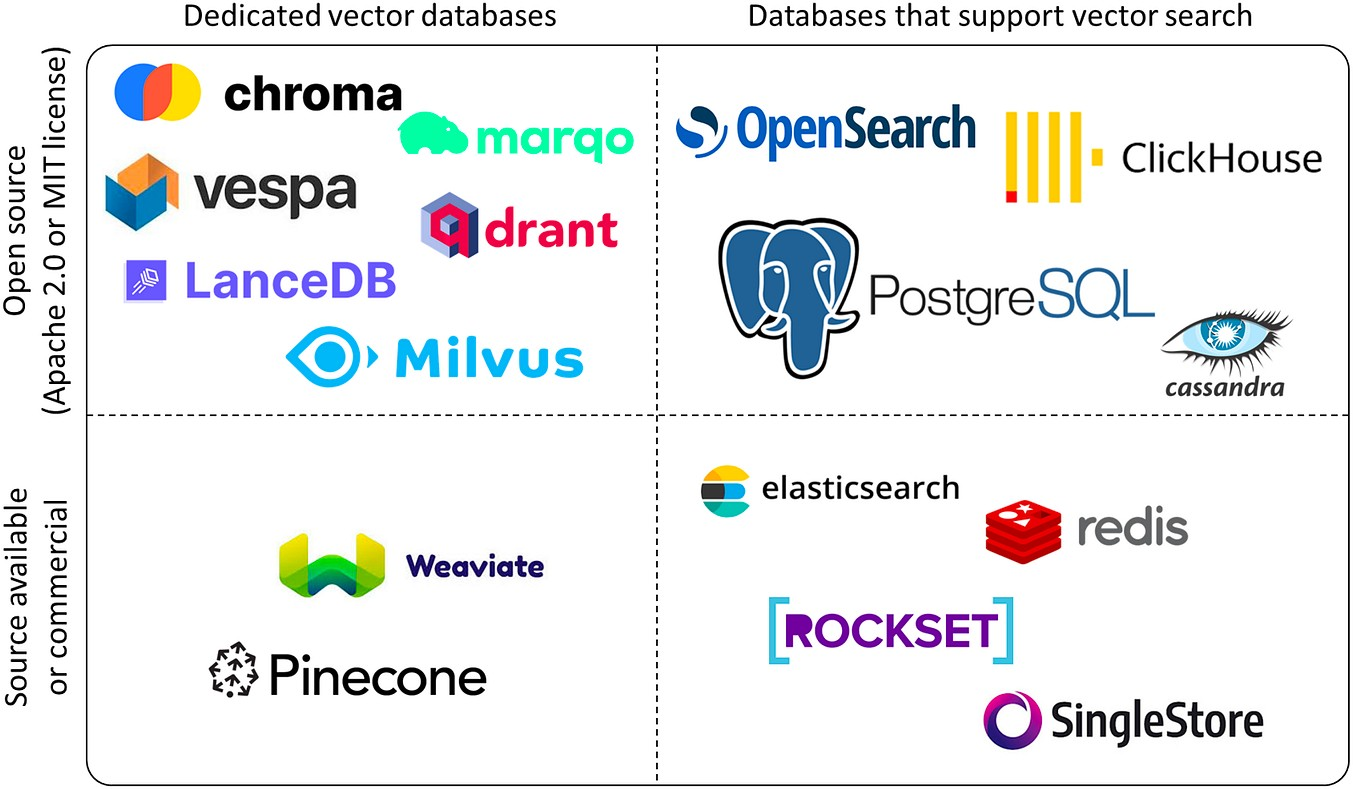 Dedicated vector databases
Databases that support vector search
Open source
(Apache 2.0 or MIT license)
chroma
marqo
vespa
qdrant
LanceDB
Milvus
OpenSearch
ClickHouse
PostgreSQL
cassandra
Source available
or commercial
Weaviate
Pinecone
elasticsearch
redis
[ROCKSET]
SingleStore